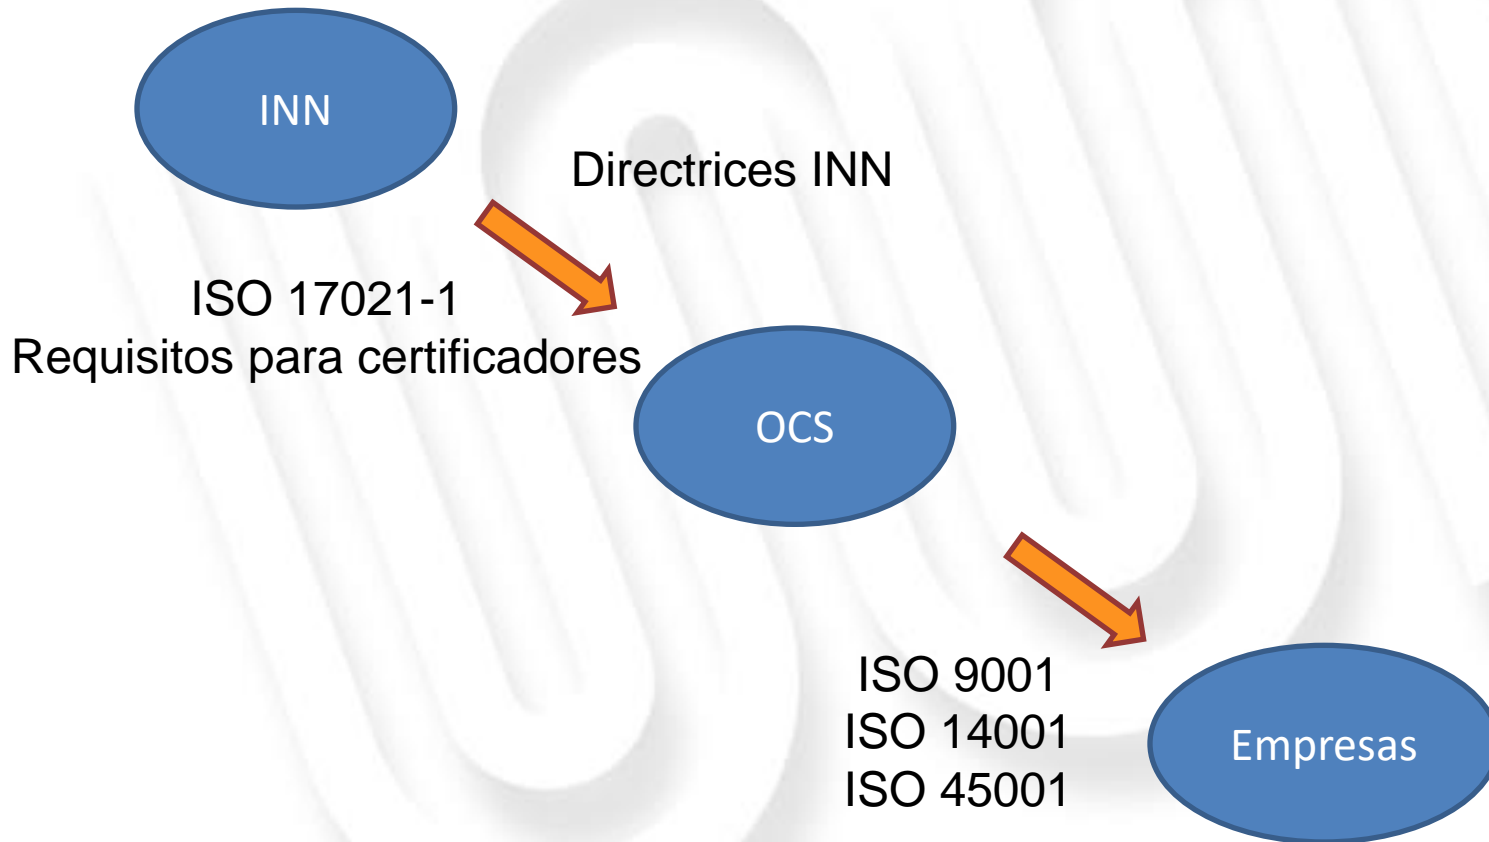 INN
Directrices INN
ISO 17021-1
Requisitos para certificadores
OCS
ISO 9001
ISO 14001
ISO 45001
Empresas